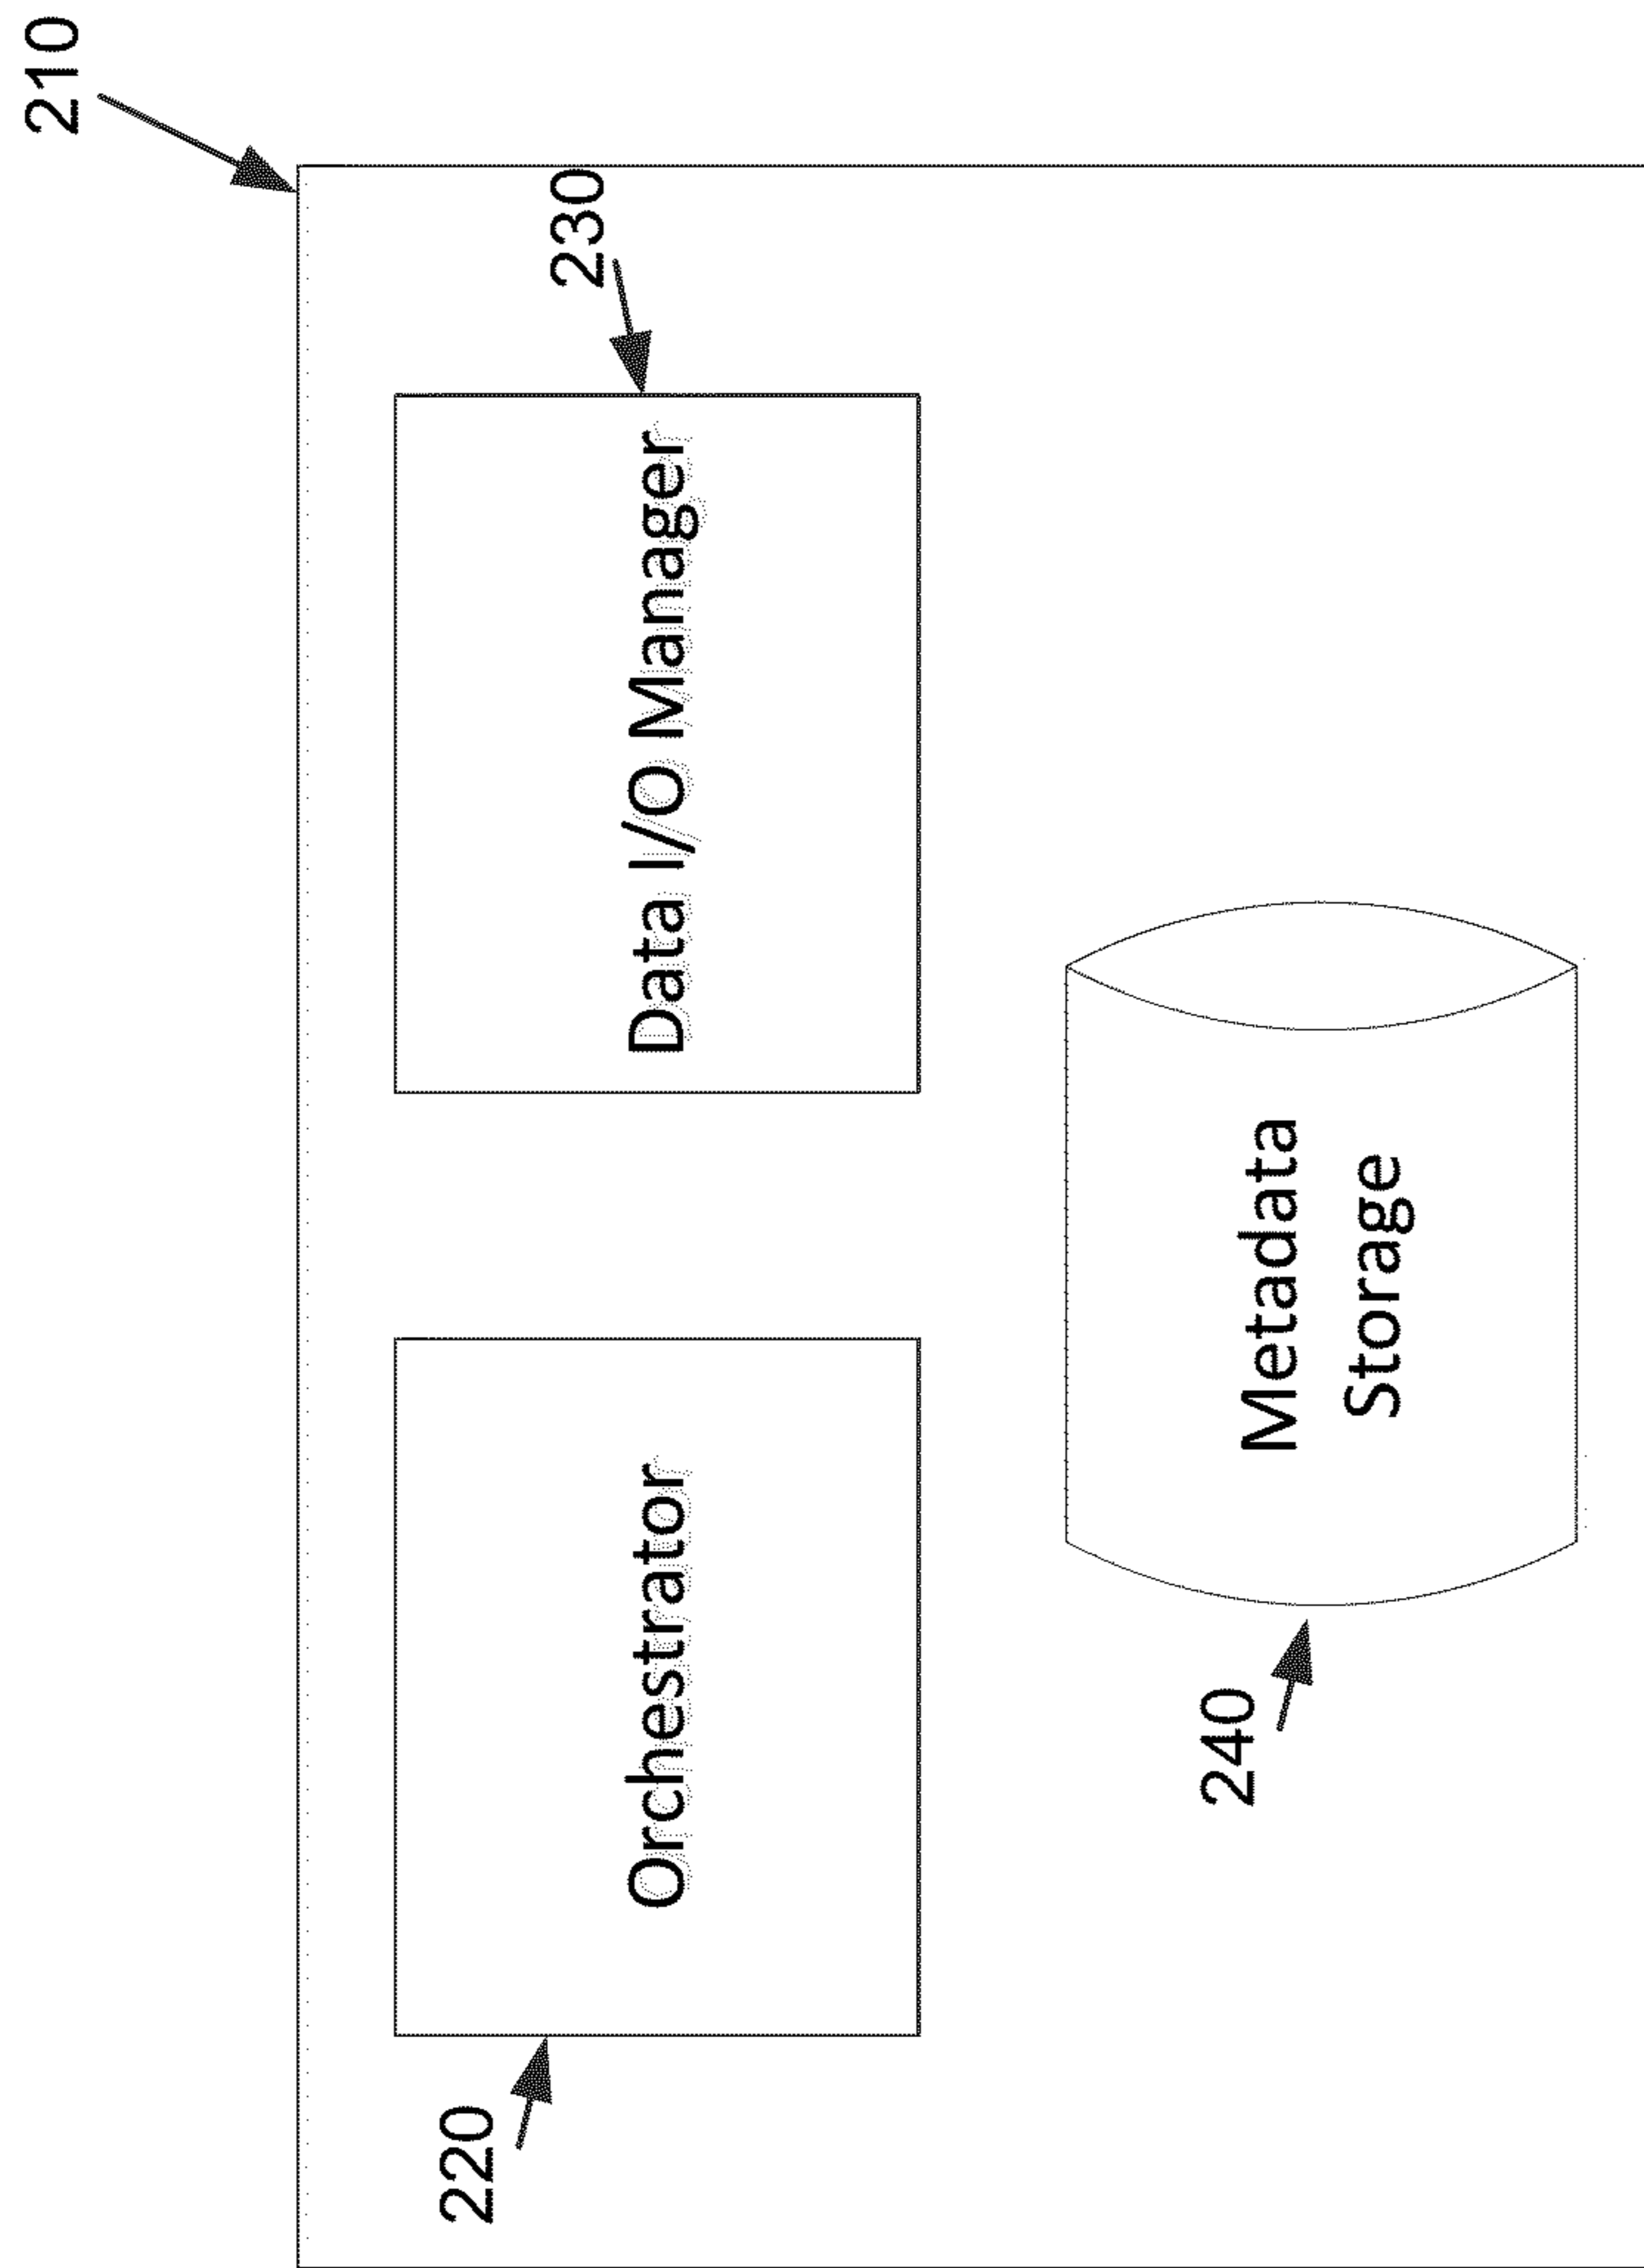 210
230
Data I/O Manager
220
Orchestrator
240
Metadata
Storage